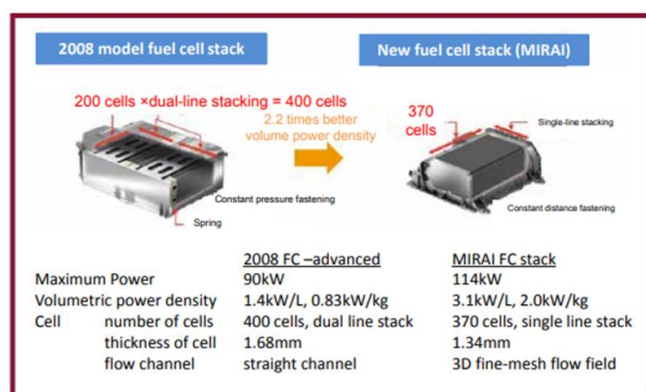 2008 model fuel cell stack
New fuel cell stack (MIRAI)
200 cells ×dual-line stacking = 400 cells
2.2 times better
volume power density
370
cells
Single-line stacking
Constant pressure fastening
Spring
Constant distance fastening
2008 FC –advanced MIRAI FC stack
Maximum Power 90kW 114kW
Volumetric power density 1.4kW/L, 0.83kW/kg 3.1kW/L, 2.0kW/kg
Cell number of cells 400 cells, dual line stack 370 cells, single line stack
thickness of cell 1.68mm 1.34mm
flow channel straight channel 3D fine-mesh flow field